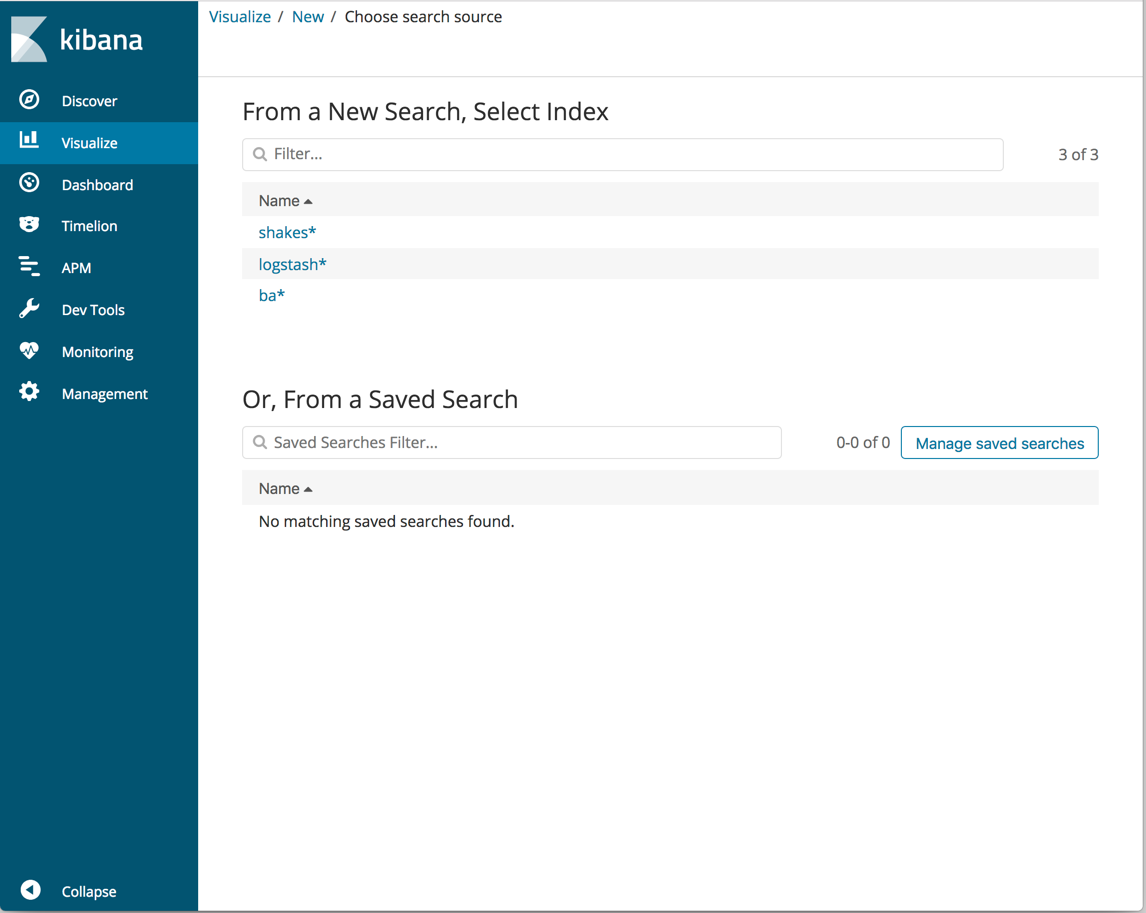 kibana
Discover
Visualize
Dashboard
Timelion
APM
Dev Tools
Monitoring
Management
Collapse
Visualize / New / Choose search source
From a New Search, Select Index
Filter... 3 of 3
Name
shakes*
logstash*
ba*
Or, From a Saved Search
Saved Searches Filter... 0-0 of 0 Manage saved searches
Name
No matching saved searches found.